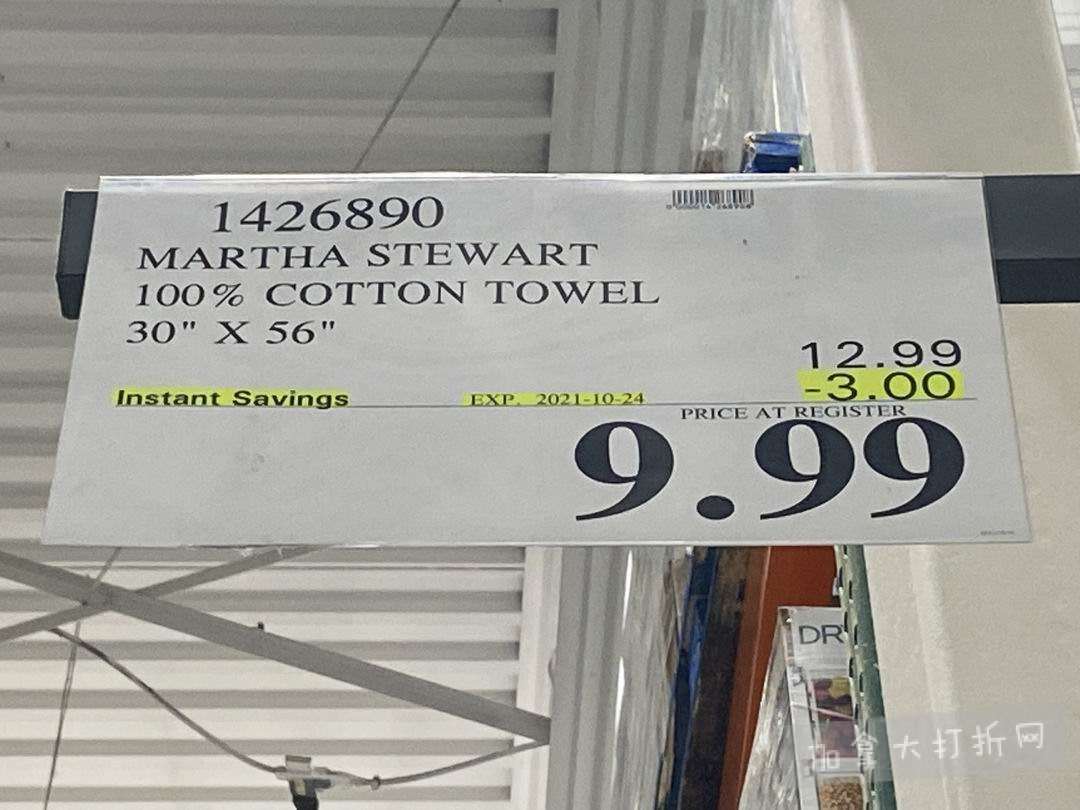 1426890
MARTHA STEWART
100% COTTON TOWEL
30" X 56"
12.99
Instant Savings EXP. 2021-10-24 -3.00
PRICE AT REGISTER
9.99
DR
加拿大打折网